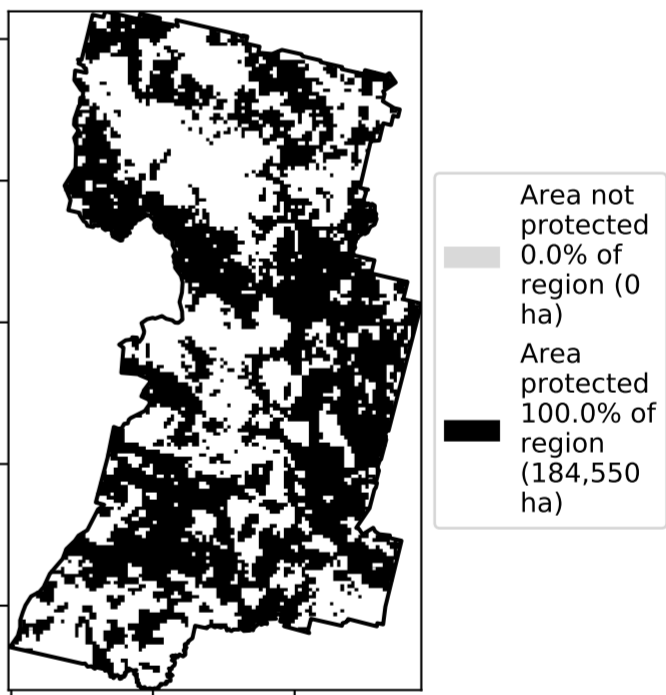 Area not
protected
0.0% of
region (0
ha)
Area
protected
100.0% of
region
(184,550
ha)